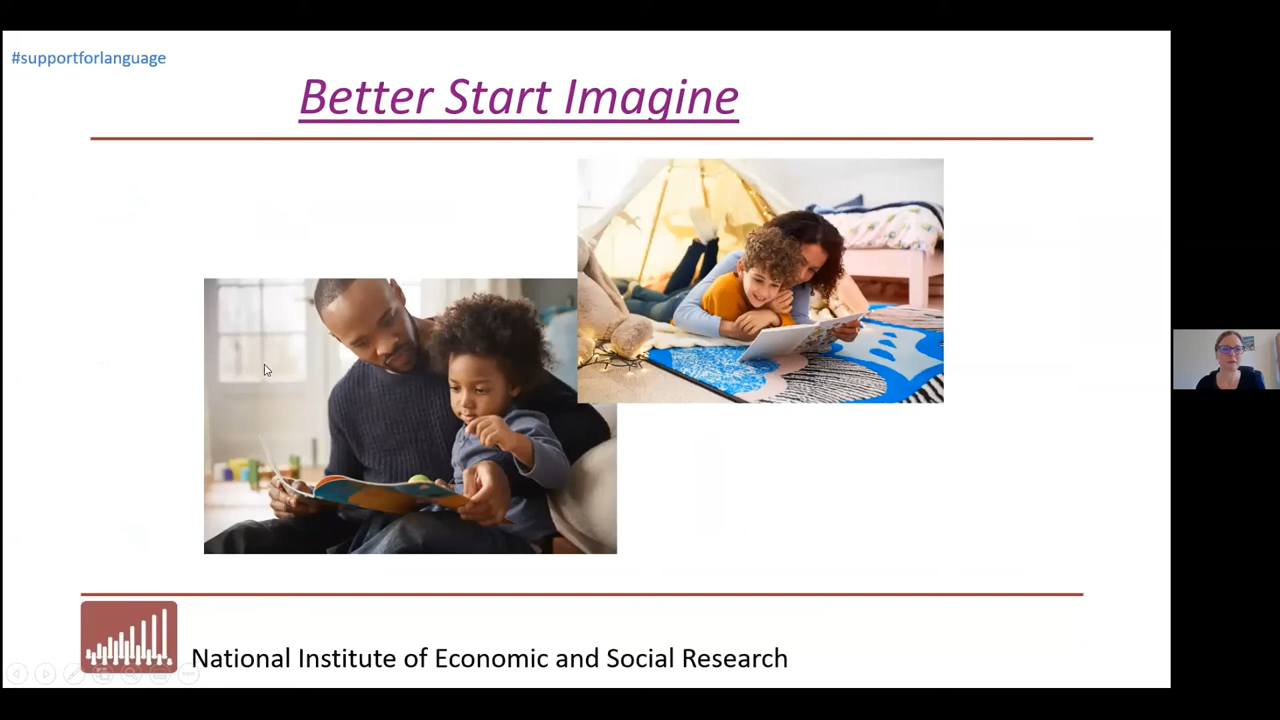 #supportforlanguage
Better Start Imagine
National Institute of Economic and Social Research